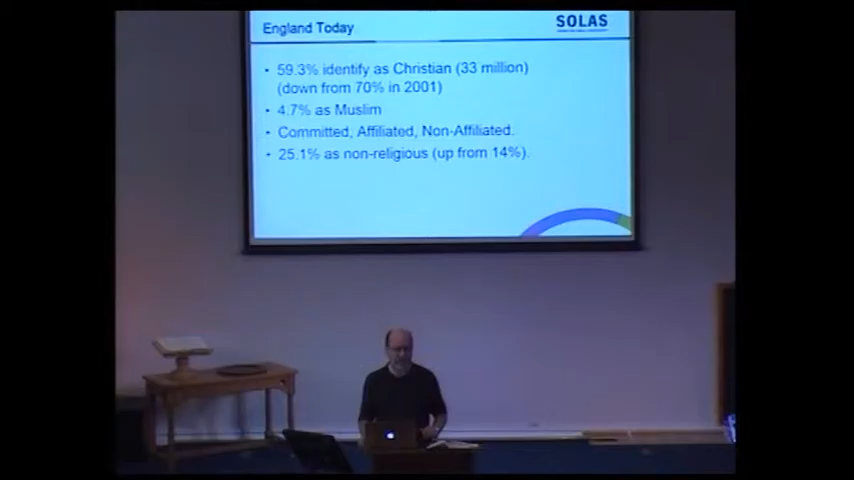 England Today
SOLAS
• 59.3% identify as Christian (33 million)
(down from 70% in 2001)
• 4.7% as Muslim
• Committed, Affiliated, Non-Affiliated.
• 25.1% as non-religious (up from 14%).